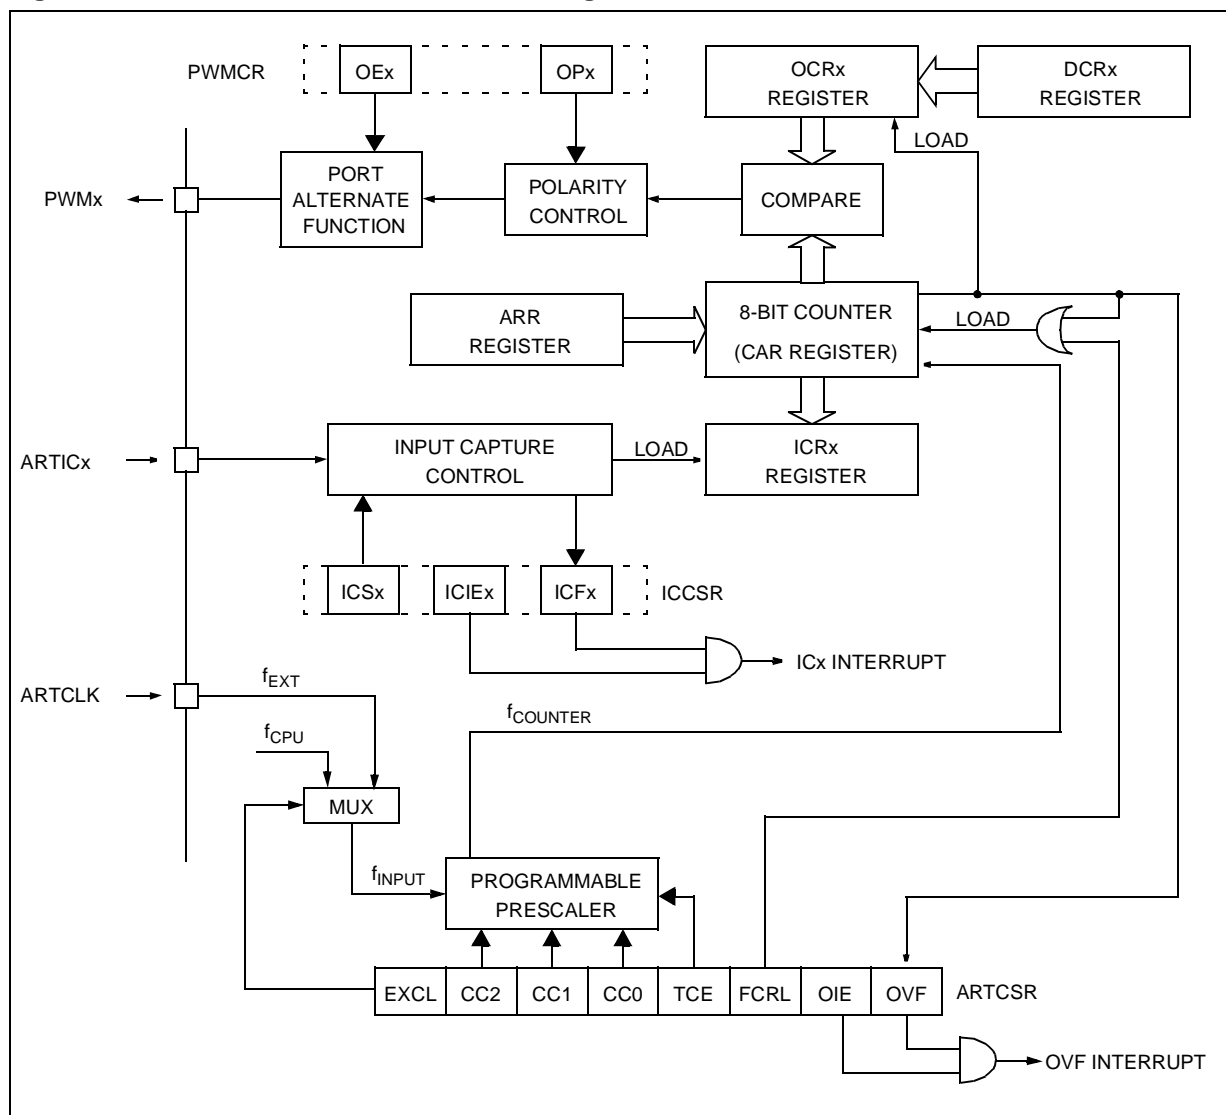 PWMCR
OEx
OPx
OCRx
REGISTER
DCRx
REGISTER
LOAD
PWMx
PORT
ALTERNATE
FUNCTION
POLARITY
CONTROL
COMPARE
ARR
REGISTER
8-BIT COUNTER
(CAR REGISTER)
LOAD
ARTICx
INPUT CAPTURE
CONTROL
LOAD
ICRx
REGISTER
ICSx
ICIEx
ICFx
ICCSR
ICx INTERRUPT
ARTCLK
fEXT
fCPU
fCOUNTER
MUX
fINPUT
PROGRAMMABLE
PRESCALER
EXCL
CC2
CC1
CC0
TCE
FCRL
OIE
OVF
ARTCSR
OVF INTERRUPT